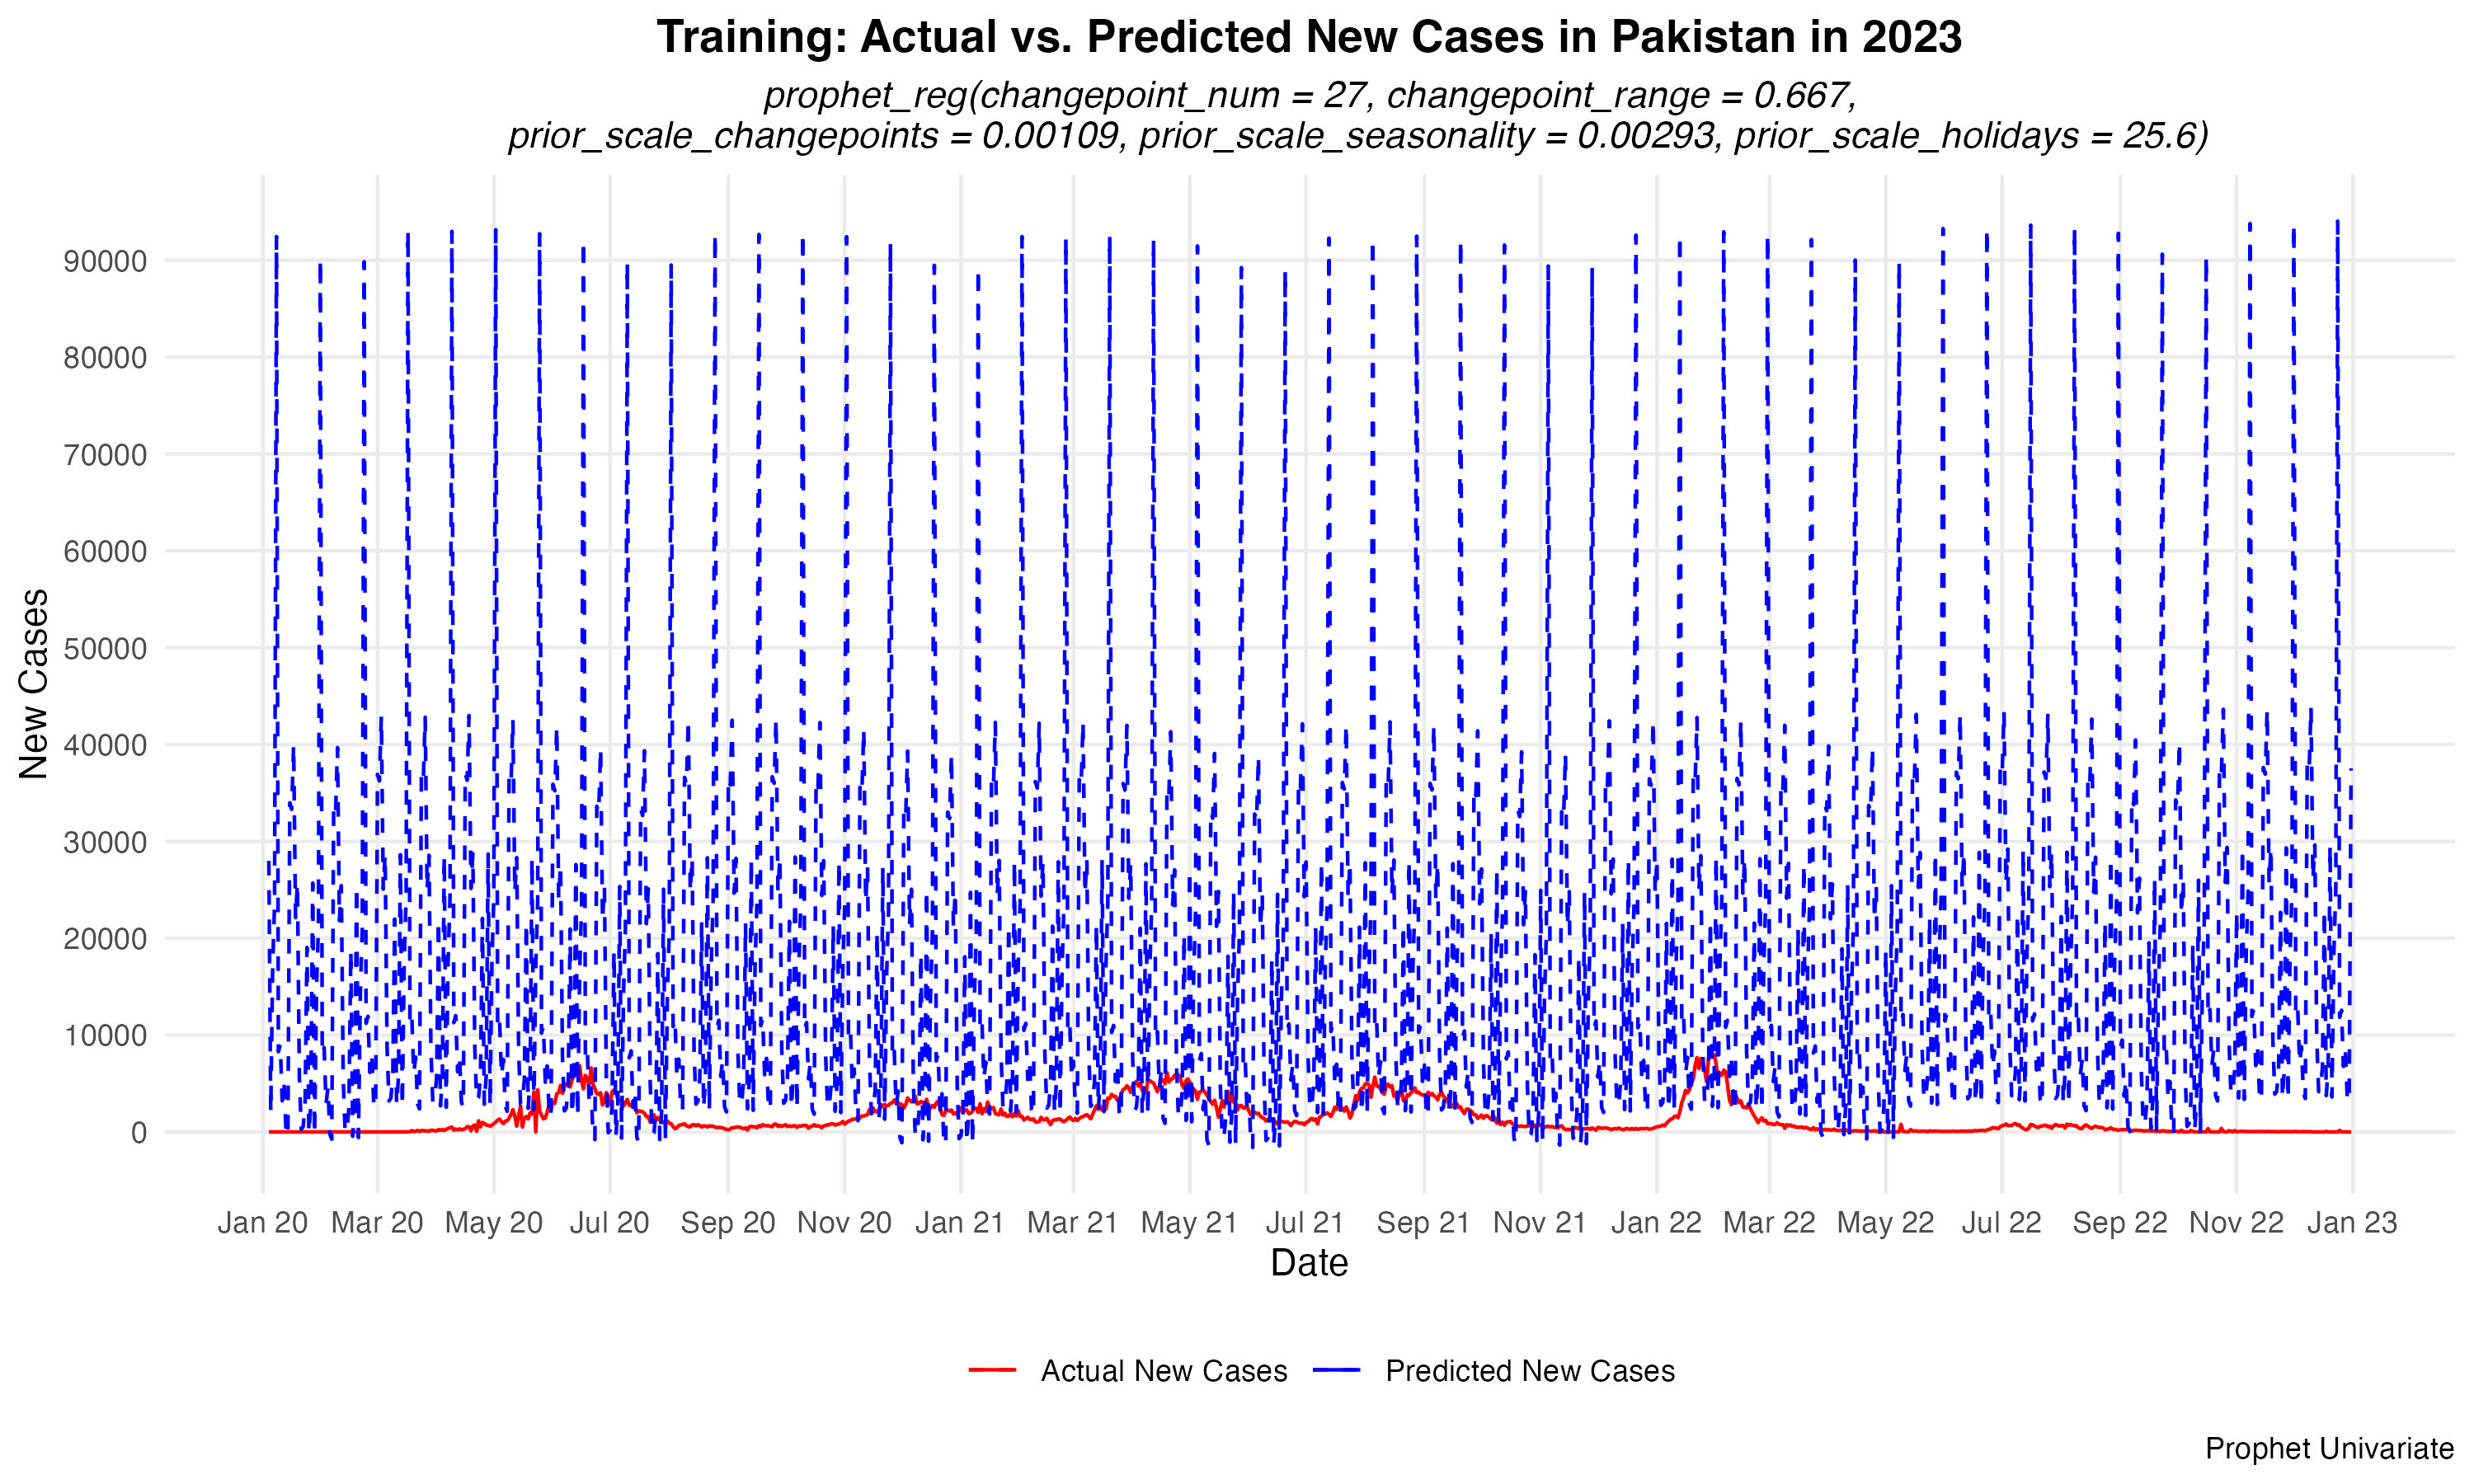 Training: Actual vs. Predicted New Cases in Pakistan in 2023
prophet_reg(changepoint_num = 27, changepoint_range = 0.667,
prior_scale_changepoints = 0.00109, prior_scale_seasonality = 0.00293, prior_scale_holidays = 25.6)
New Cases
90000
80000
70000
60000
50000
40000
30000
20000
10000
0
Jan 20 Mar 20 May 20 Jul 20 Sep 20 Nov 20 Jan 21 Mar 21 May 21 Jul 21 Sep 21 Nov 21 Jan 22 Mar 22 May 22 Jul 22 Sep 22 Nov 22 Jan 23
Date
Actual New Cases Predicted New Cases
Prophet Univariate